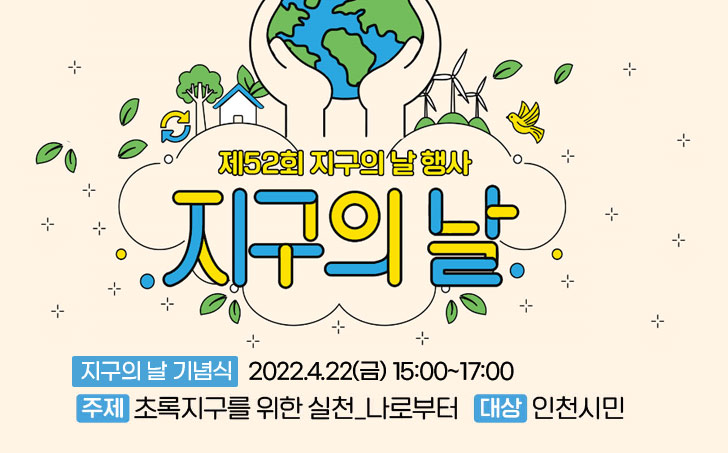 제52회 지구의 날 행사
지구의 날
지구의 날 기념식 2022.4.22(금) 15:00~17:00
주제 초록지구를 위한 실천_나로부터 대상 인천시민